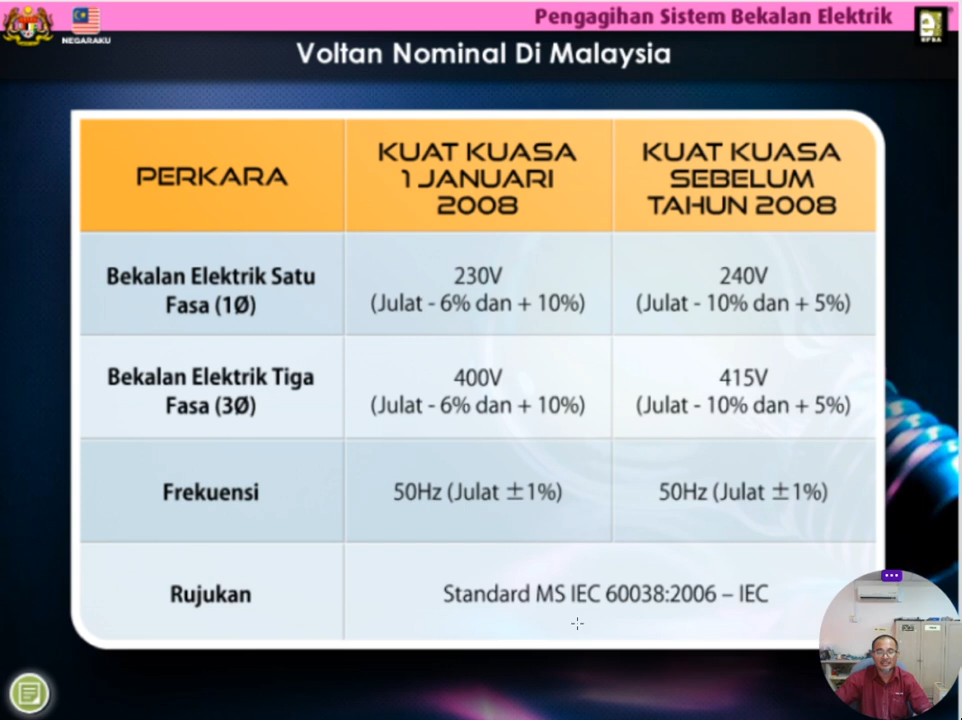 Pengagihan Sistem Bekalan Elektrik
NEGARAKU
Voltan Nominal Di Malaysia
PERKARA
KUAT KUASA
1 JANUARI
2008
KUAT KUASA
SEBELUM
TAHUN 2008
Bekalan Elektrik Satu
Fasa (1Ø)
230V
(Julat - 6% dan + 10%)
240V
(Julat - 10% dan + 5%)
Bekalan Elektrik Tiga
Fasa (3Ø)
400V
(Julat - 6% dan + 10%)
415V
(Julat - 10% dan + 5%)
Frekuensi
50Hz (Julat ±1%)
50Hz (Julat ±1%)
Rujukan
Standard MS IEC 60038:2006 – IEC